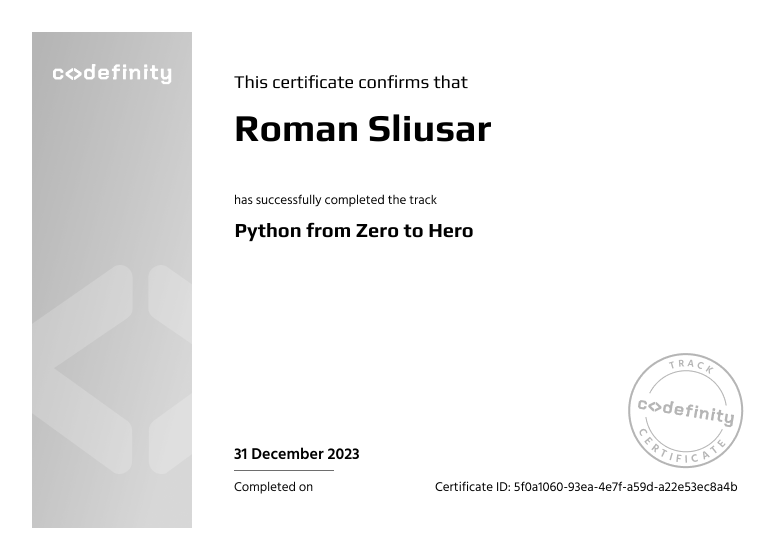 c<>definity
This certificate confirms that
Roman Sliusar
has successfully completed the track
Python from Zero to Hero
TRACK
c<>definity
CERTIFICATE
31 December 2023
Completed on
Certificate ID: 5f0a1060-93ea-4e7f-a59d-a22e53ec8a4b